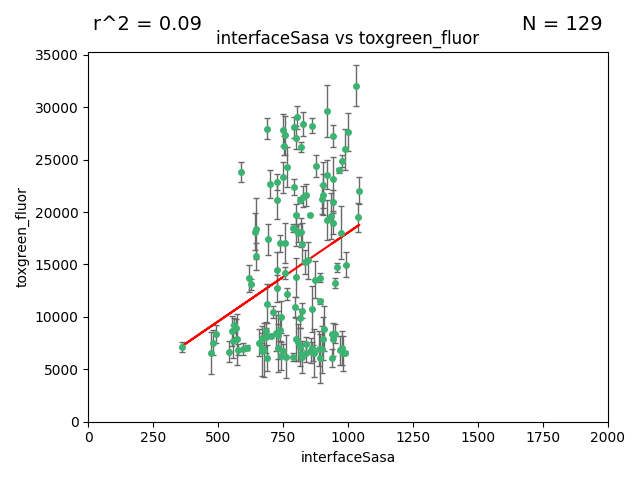 r^2 = 0.09
N = 129
interfaceSasa vs toxgreen_fluor
35000
30000
25000
20000
15000
10000
5000
0
toxgreen_fluor
0 250 500 750 1000 1250 1500 1750 2000
interfaceSasa